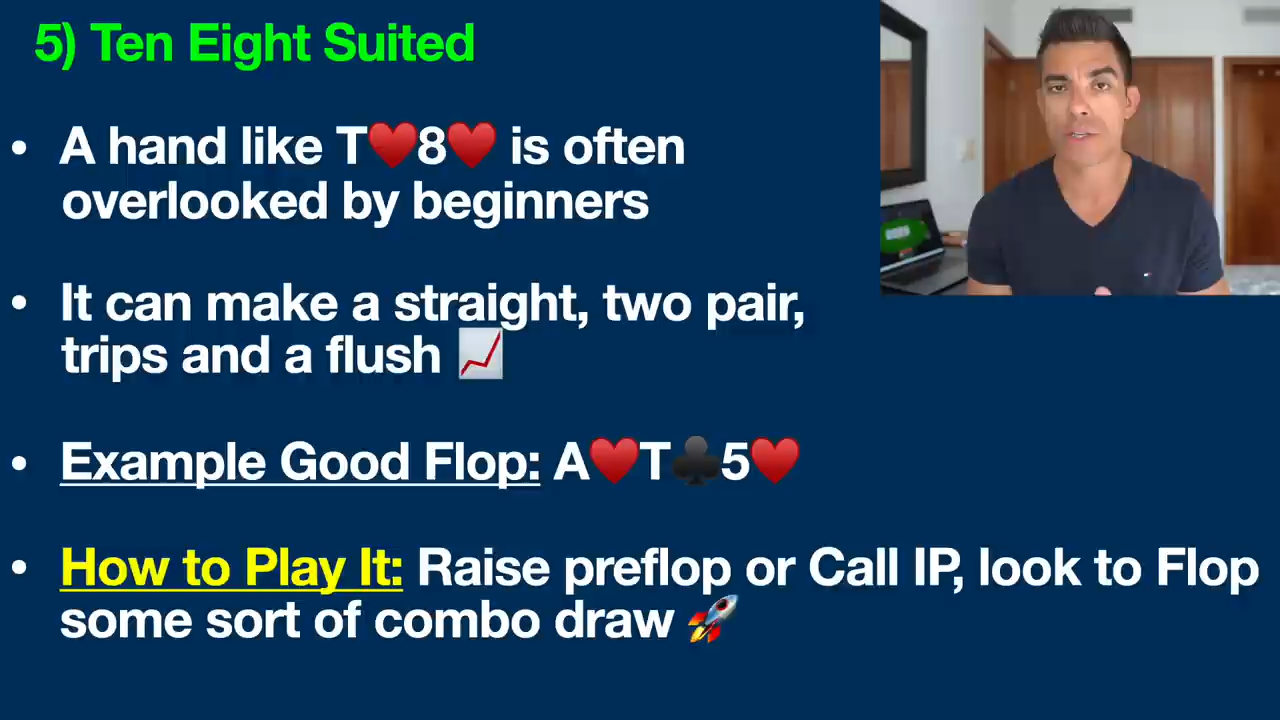 5) Ten Eight Suited
• A hand like T♥️8♥️ is often
overlooked by beginners
• It can make a straight, two pair,
trips and a flush 📈
• Example Good Flop: A♥️T♣️5♥️
• How to Play It: Raise preflop or Call IP, look to Flop
some sort of combo draw 🚀